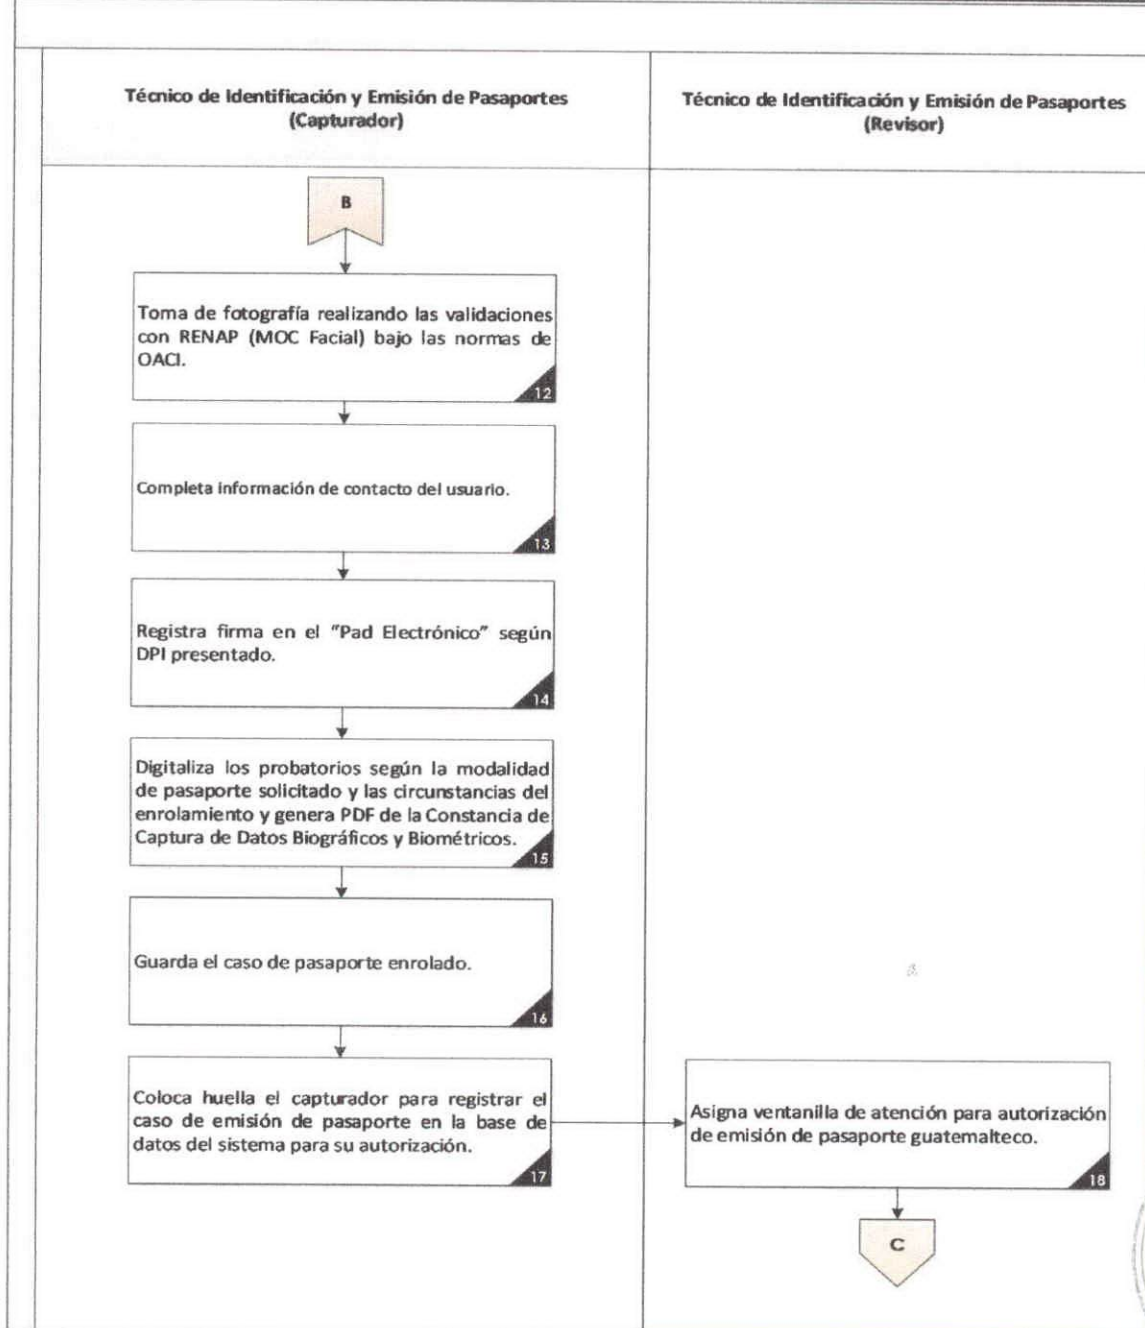 Técnico de Identificación y Emisión de Pasaportes
(Capturador)
Técnico de Identificación y Emisión de Pasaportes
(Revisor)
B
Toma de fotografía realizando las validaciones
con RENAP (MOC Facial) bajo las normas de
OACI.
12
Completa información de contacto del usuario.
13
Registra firma en el "Pad Electrónico" según
DPI presentado.
14
Digitaliza los probatorios según la modalidad
de pasaporte solicitado y las circunstancias del
enrolamiento y genera PDF de la Constancia de
Captura de Datos Biográficos y Biométricos.
15
Guarda el caso de pasaporte enrolado.
16
Coloca huella el capturador para registrar el
caso de emisión de pasaporte en la base de
datos del sistema para su autorización.
17
Asigna ventanilla de atención para autorización
de emisión de pasaporte guatemalteco.
18
C